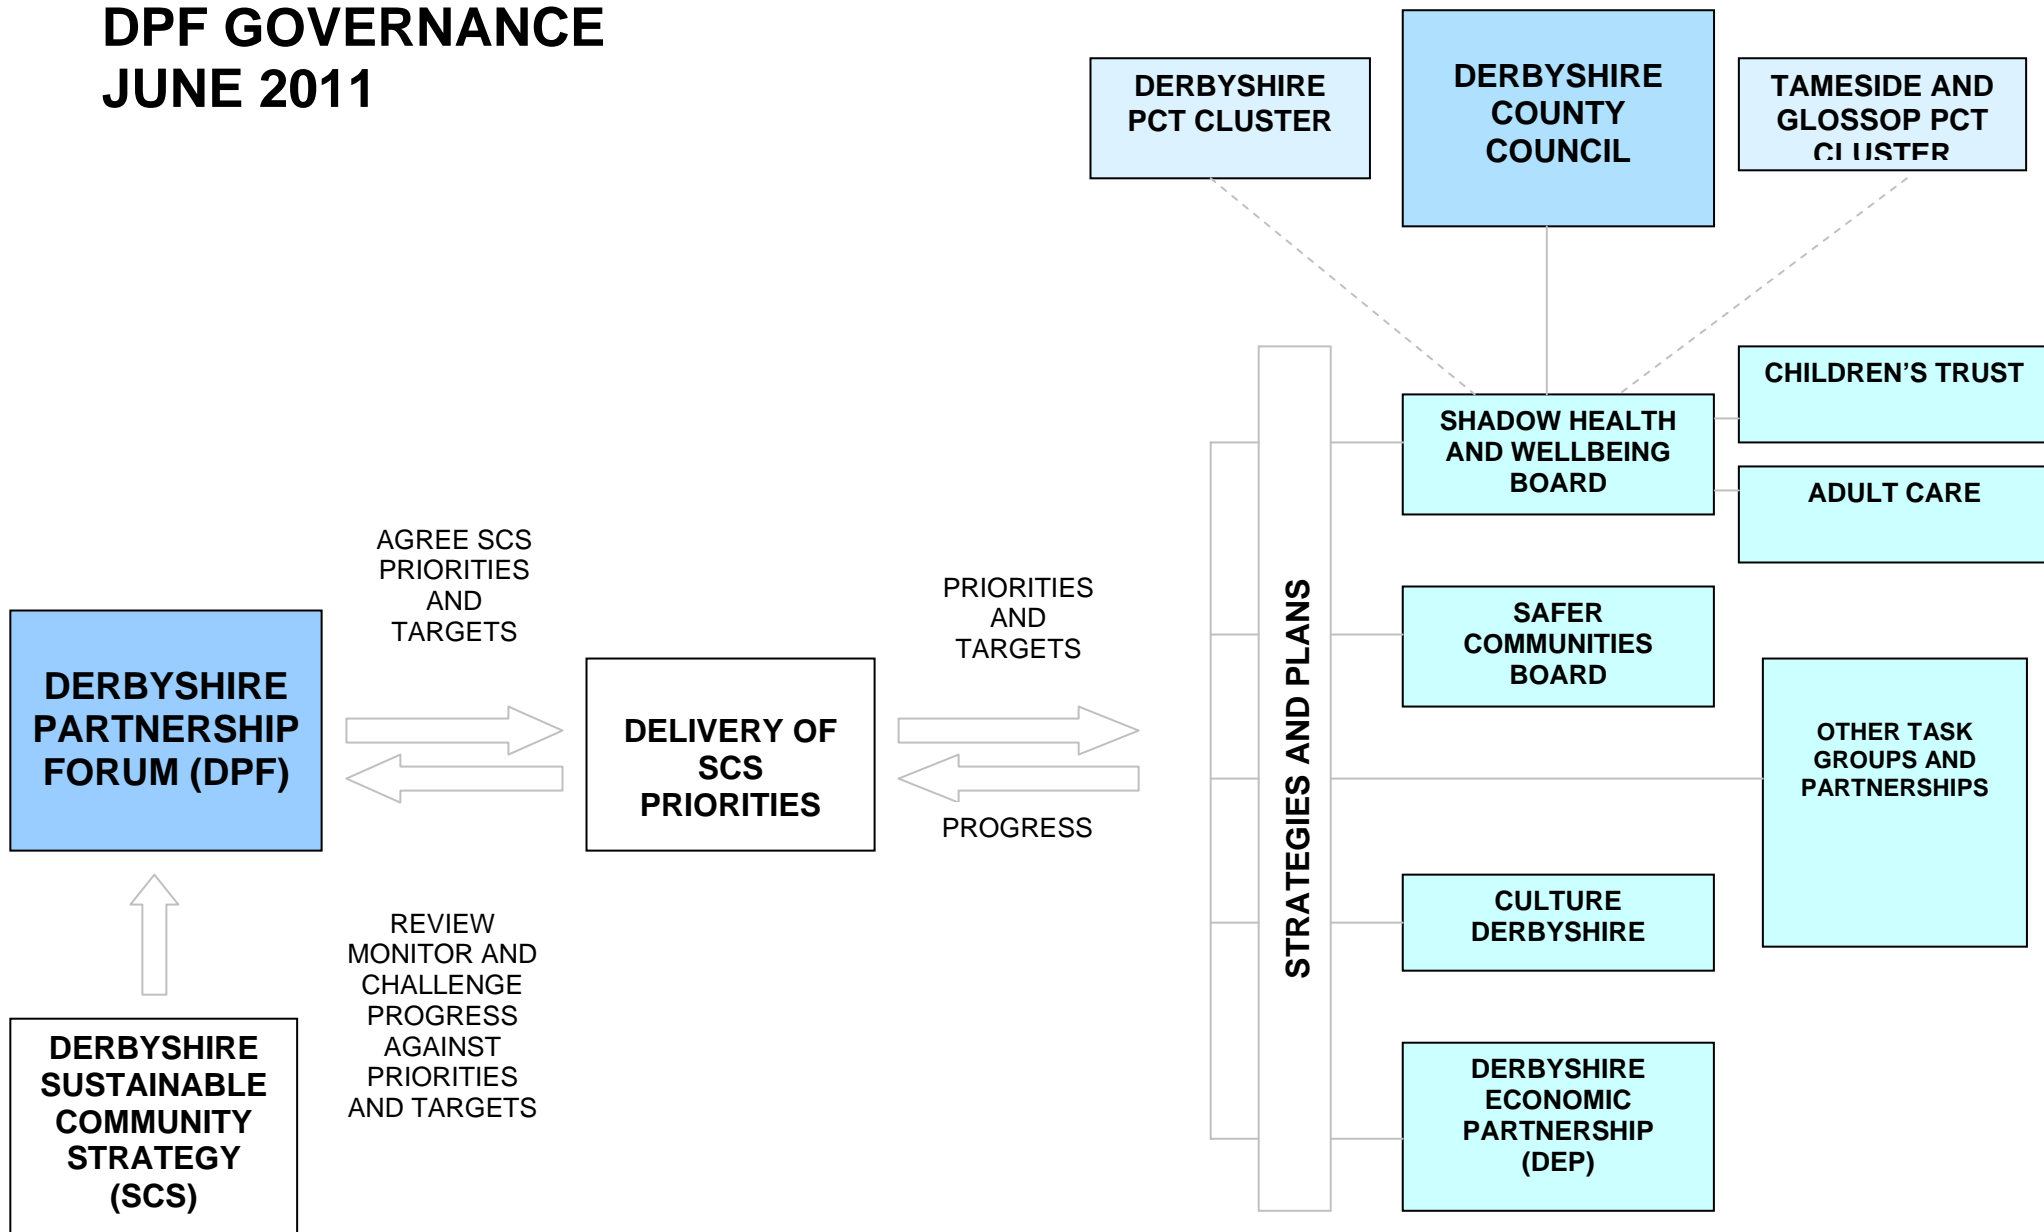 DPF GOVERNANCE
JUNE 2011
DERBYSHIRE
PCT CLUSTER
DERBYSHIRE
COUNTY
COUNCIL
TAMESIDE AND
GLOSSOP PCT
CLUSTER
CHILDREN’S TRUST
SHADOW HEALTH
AND WELLBEING
BOARD
ADULT CARE
AGREE SCS
PRIORITIES
AND
TARGETS
PRIORITIES
AND
TARGETS
STRATEGIES AND PLANS
SAFER
COMMUNITIES
BOARD
DERBYSHIRE
PARTNERSHIP
FORUM (DPF)
DELIVERY OF
SCS
PRIORITIES
OTHER TASK
GROUPS AND
PARTNERSHIPS
PROGRESS
CULTURE
DERBYSHIRE
REVIEW
MONITOR AND
CHALLENGE
PROGRESS
AGAINST
PRIORITIES
AND TARGETS
DERBYSHIRE
SUSTAINABLE
COMMUNITY
STRATEGY
(SCS)
DERBYSHIRE
ECONOMIC
PARTNERSHIP
(DEP)